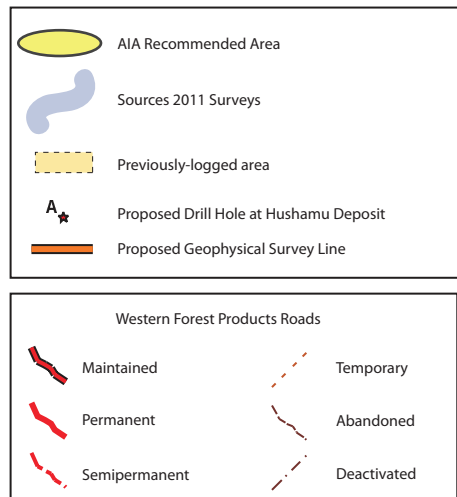 AIA Recommended Area
Sources 2011 Surveys
Previously-logged area
A Proposed Drill Hole at Hushamu Deposit
Proposed Geophysical Survey Line
Western Forest Products Roads
Maintained
Temporary
Permanent
Abandoned
Semipermanent
Deactivated